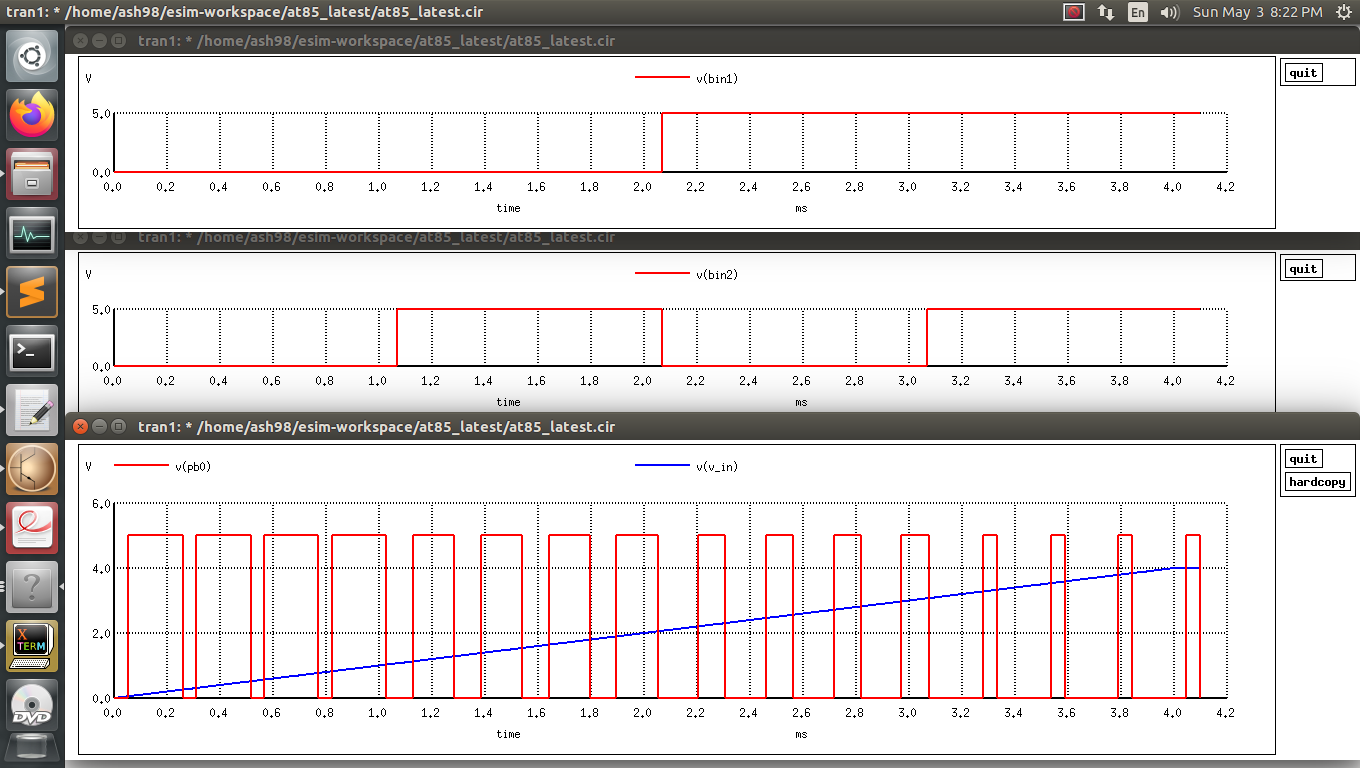 tran1: * /home/ash98/esim-workspace/at85_latest/at85_latest.cir En Sun May 3 8:22 PM
tran1: * /home/ash98/esim-workspace/at85_latest/at85_latest.cir
V v(bin1) quit
5.0
0.0
0.0 0.2 0.4 0.6 0.8 1.0 1.2 1.4 1.6 1.8 2.0 2.2 2.4 2.6 2.8 3.0 3.2 3.4 3.6 3.8 4.0 4.2
time ms
tran1: * /home/ash98/esim-workspace/at85_latest/at85_latest.cir
V v(bin2) quit
5.0
0.0
0.0 0.2 0.4 0.6 0.8 1.0 1.2 1.4 1.6 1.8 2.0 2.2 2.4 2.6 2.8 3.0 3.2 3.4 3.6 3.8 4.0 4.2
time ms
tran1: * /home/ash98/esim-workspace/at85_latest/at85_latest.cir
V v(pb0) v(v_in) quit
hardcopy
6.0
4.0
2.0
0.0
0.0 0.2 0.4 0.6 0.8 1.0 1.2 1.4 1.6 1.8 2.0 2.2 2.4 2.6 2.8 3.0 3.2 3.4 3.6 3.8 4.0 4.2
time ms
>_
?
X
TERM
DVD